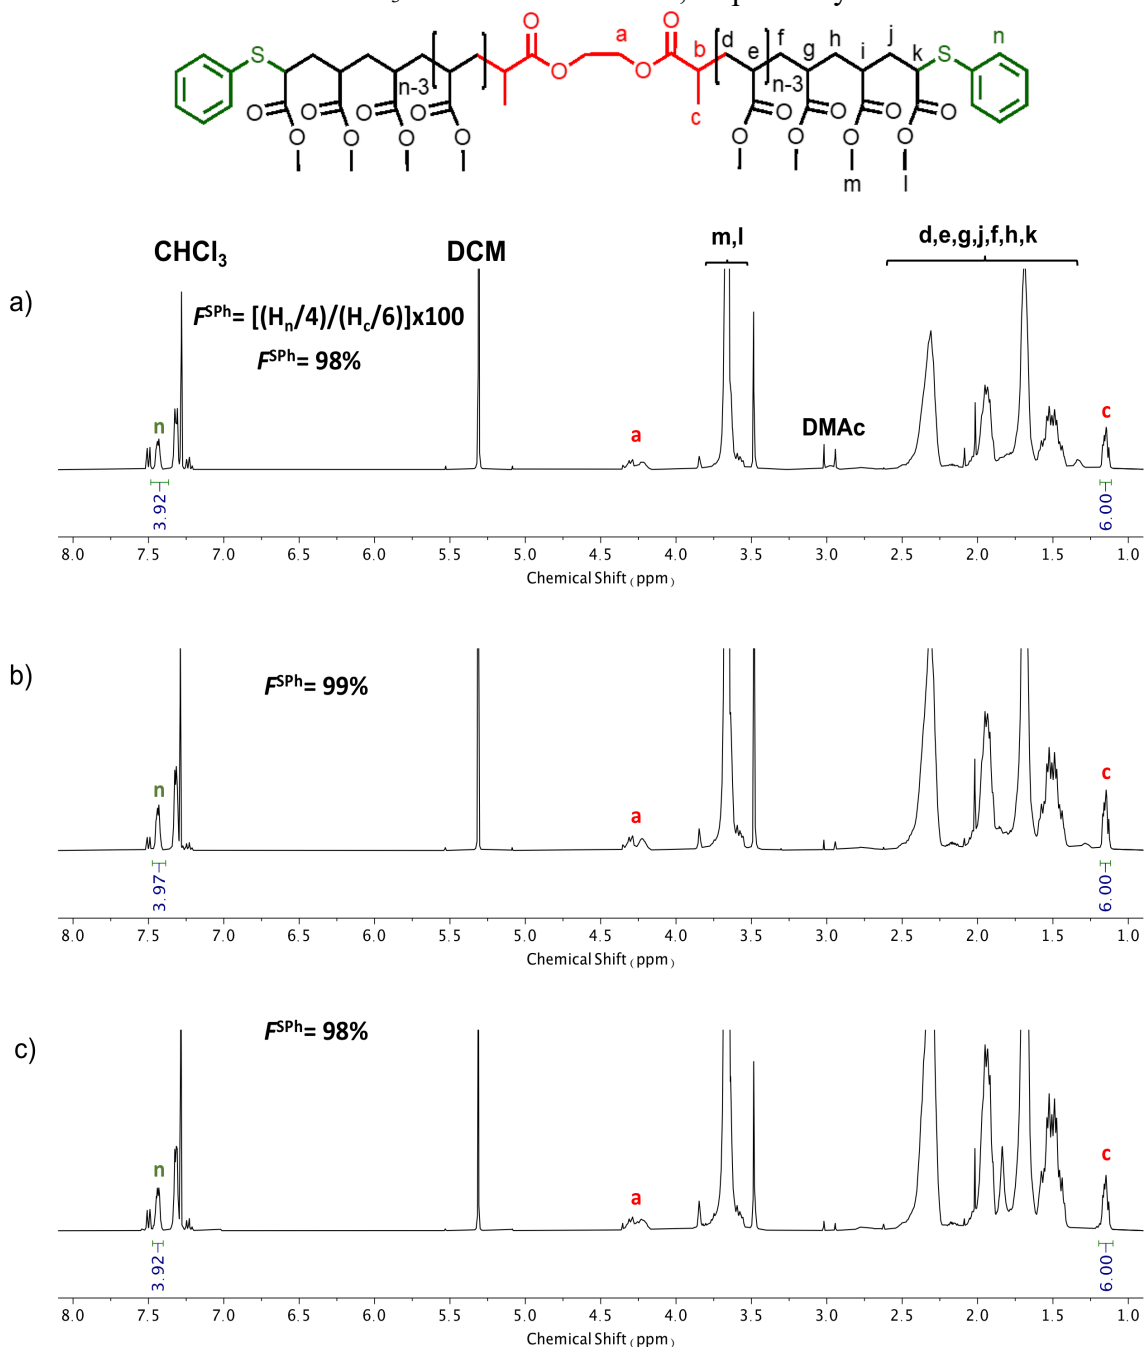 O O
S O a O b d f h j k S n
O O e g i
n-3 n-3
O O O O O O O O c O O O O O O O O
m l
CHCl₃ DCM m,l d,e,g,j,f,h,k
a)
Fˢᴾʰ= [(Hₙ/4)/(H_c/6)]x100
Fˢᴾʰ= 98%
n a DMAc c
3.92 6.00
8.0 7.5 7.0 6.5 6.0 5.5 5.0 4.5 4.0 3.5 3.0 2.5 2.0 1.5 1.0
Chemical Shift (ppm)
b)
Fˢᴾʰ= 99%
n a c
3.97 6.00
8.0 7.5 7.0 6.5 6.0 5.5 5.0 4.5 4.0 3.5 3.0 2.5 2.0 1.5 1.0
Chemical Shift (ppm)
c)
Fˢᴾʰ= 98%
n a c
3.92 6.00
8.0 7.5 7.0 6.5 6.0 5.5 5.0 4.5 4.0 3.5 3.0 2.5 2.0 1.5 1.0
Chemical Shift (ppm)